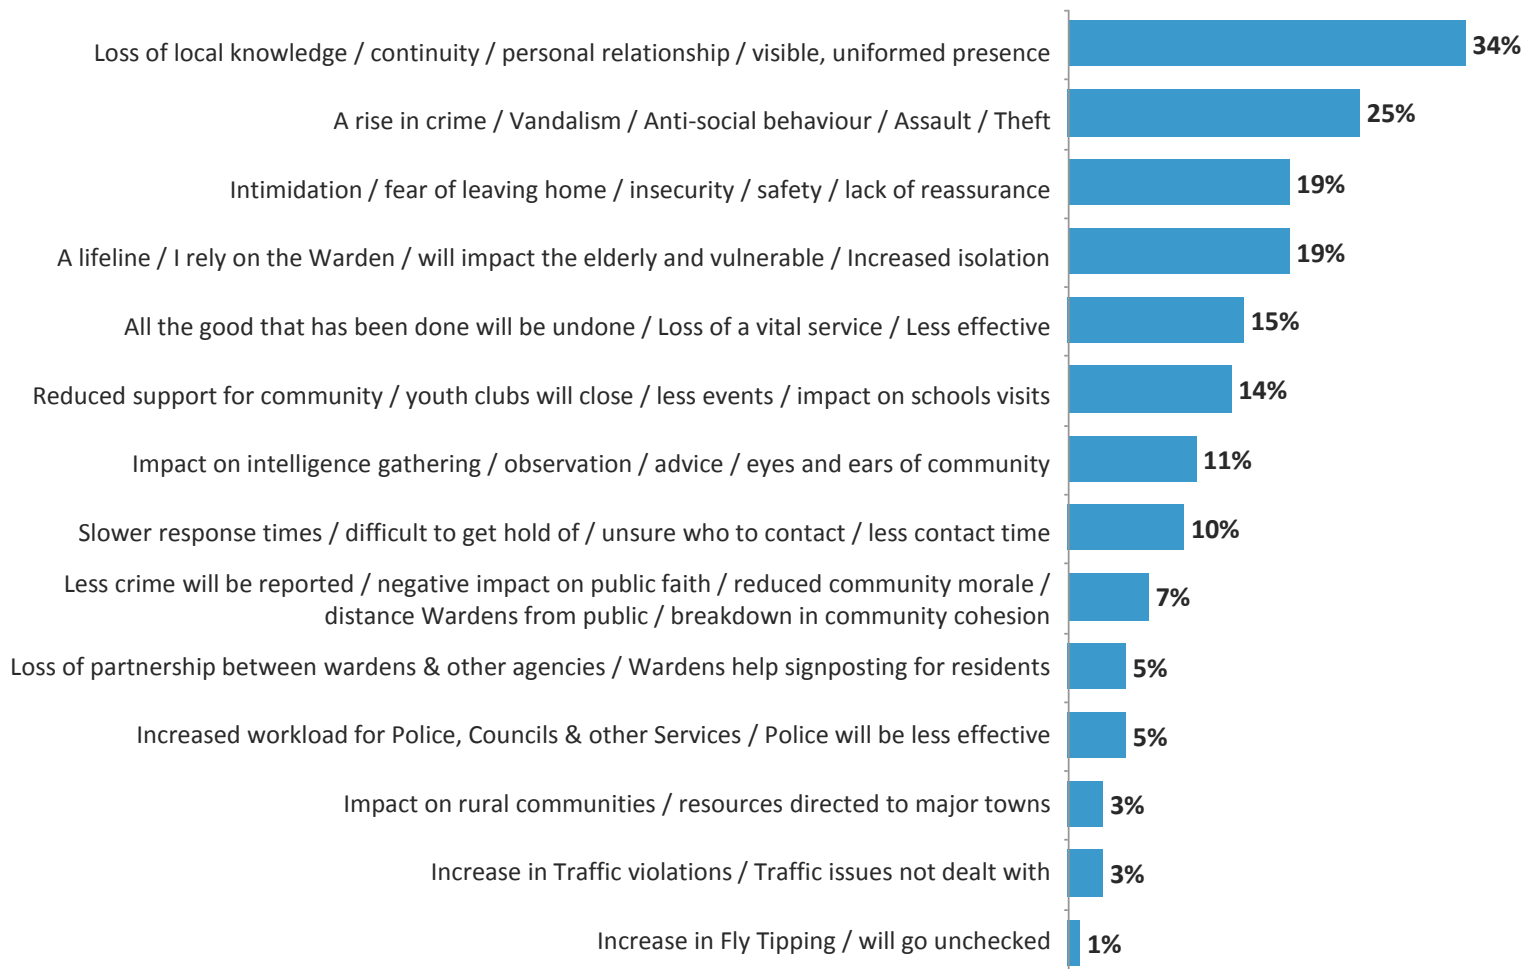 Loss of local knowledge / continuity / personal relationship / visible, uniformed presence 34%
A rise in crime / Vandalism / Anti-social behaviour / Assault / Theft 25%
Intimidation / fear of leaving home / insecurity / safety / lack of reassurance 19%
A lifeline / I rely on the Warden / will impact the elderly and vulnerable / Increased isolation 19%
All the good that has been done will be undone / Loss of a vital service / Less effective 15%
Reduced support for community / youth clubs will close / less events / impact on schools visits 14%
Impact on intelligence gathering / observation / advice / eyes and ears of community 11%
Slower response times / difficult to get hold of / unsure who to contact / less contact time 10%
Less crime will be reported / negative impact on public faith / reduced community morale /
distance Wardens from public / breakdown in community cohesion 7%
Loss of partnership between wardens & other agencies / Wardens help signposting for residents 5%
Increased workload for Police, Councils & other Services / Police will be less effective 5%
Impact on rural communities / resources directed to major towns 3%
Increase in Traffic violations / Traffic issues not dealt with 3%
Increase in Fly Tipping / will go unchecked 1%